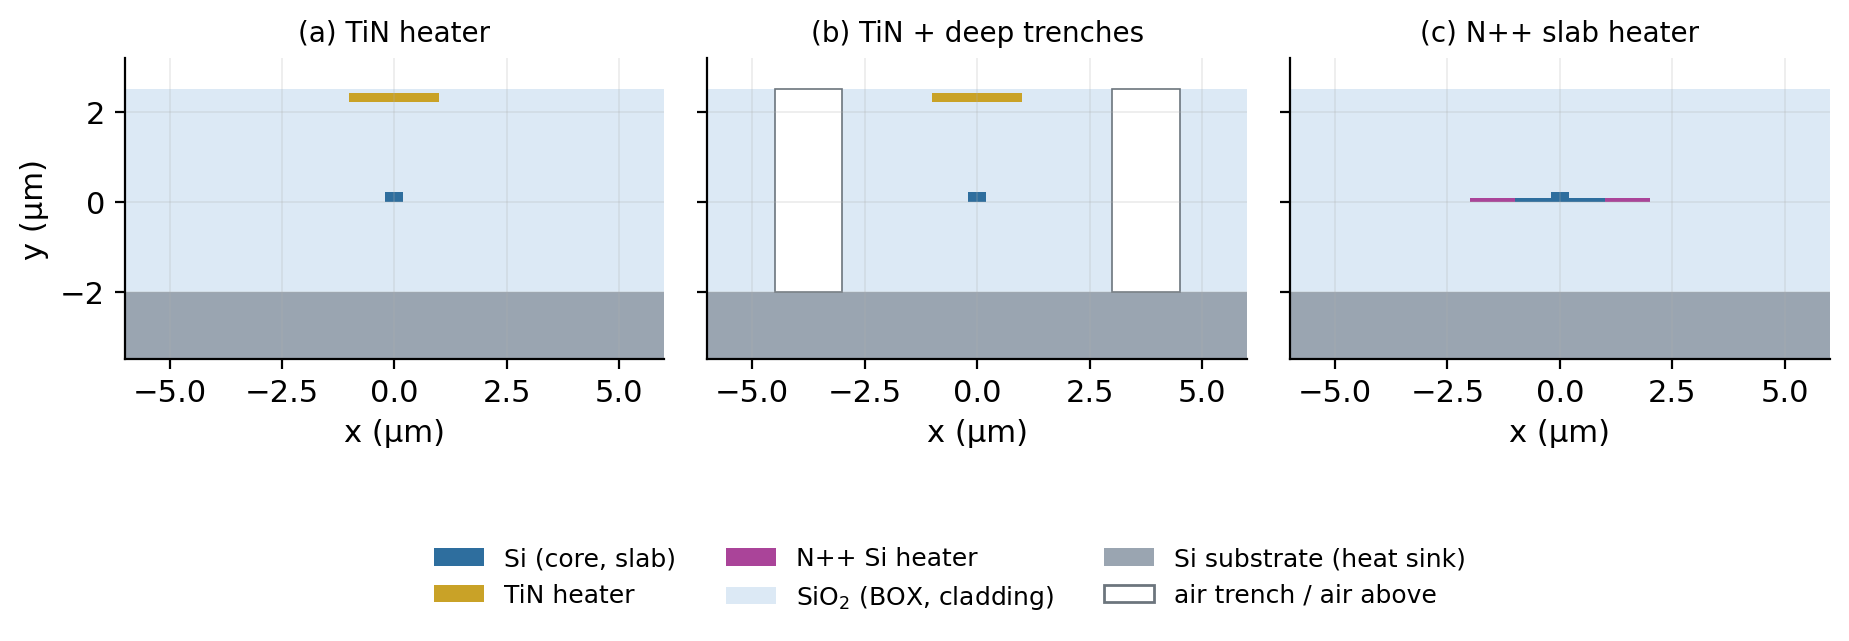 (a) TiN heater
(b) TiN + deep trenches
(c) N++ slab heater
y (µm)
2
0
−2
−5.0 −2.5 0.0 2.5 5.0
−5.0 −2.5 0.0 2.5 5.0
−5.0 −2.5 0.0 2.5 5.0
x (µm)
x (µm)
x (µm)
Si (core, slab)
TiN heater
N++ Si heater
SiO₂ (BOX, cladding)
Si substrate (heat sink)
air trench / air above